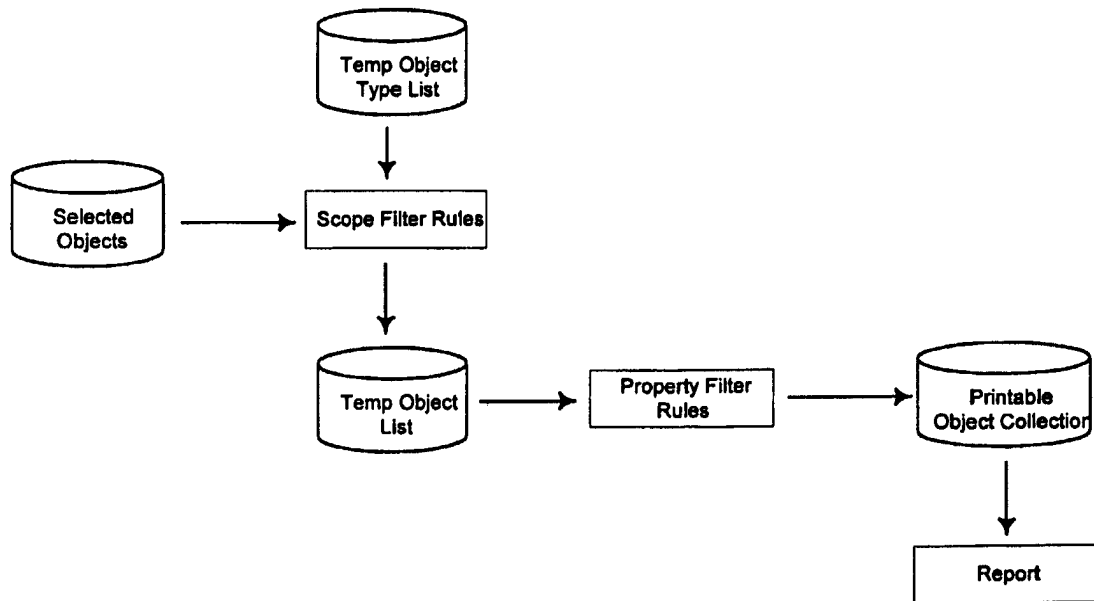 Temp Object
Type List
Selected
Objects
Scope Filter Rules
Temp Object
List
Property Filter
Rules
Printable
Object Collection
Report